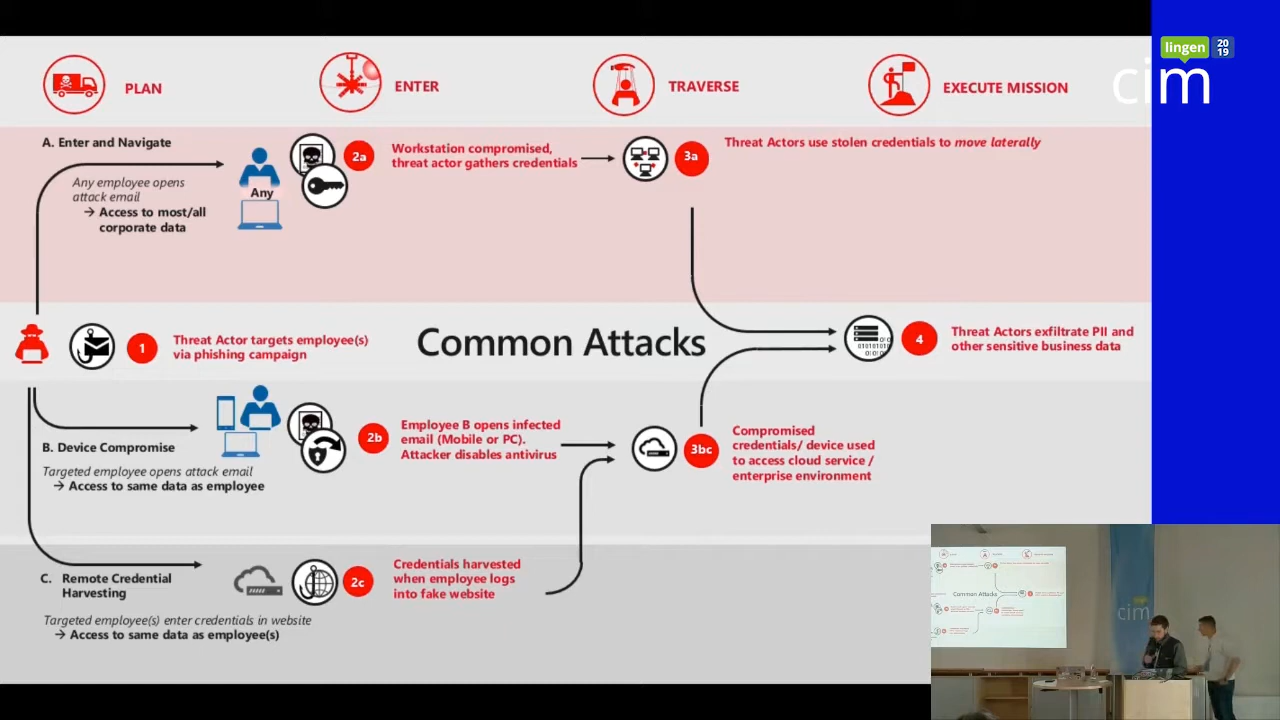 PLAN
ENTER
TRAVERSE
EXECUTE MISSION
lingen
20
19
cim
A. Enter and Navigate
Any employee opens
attack email
→ Access to most/all
corporate data
Any
2a
Workstation compromised,
threat actor gathers credentials
3a
Threat Actors use stolen credentials to move laterally
1
Threat Actor targets employee(s)
via phishing campaign
Common Attacks
4
Threat Actors exfiltrate PII and
other sensitive business data
B. Device Compromise
Targeted employee opens attack email
→ Access to same data as employee
2b
Employee B opens infected
email (Mobile or PC).
Attacker disables antivirus
3bc
Compromised
credentials/ device used
to access cloud service /
enterprise environment
C. Remote Credential
Harvesting
Targeted employee(s) enter credentials in website
→ Access to same data as employee(s)
2c
Credentials harvested
when employee logs
into fake website
Common Attacks
cim